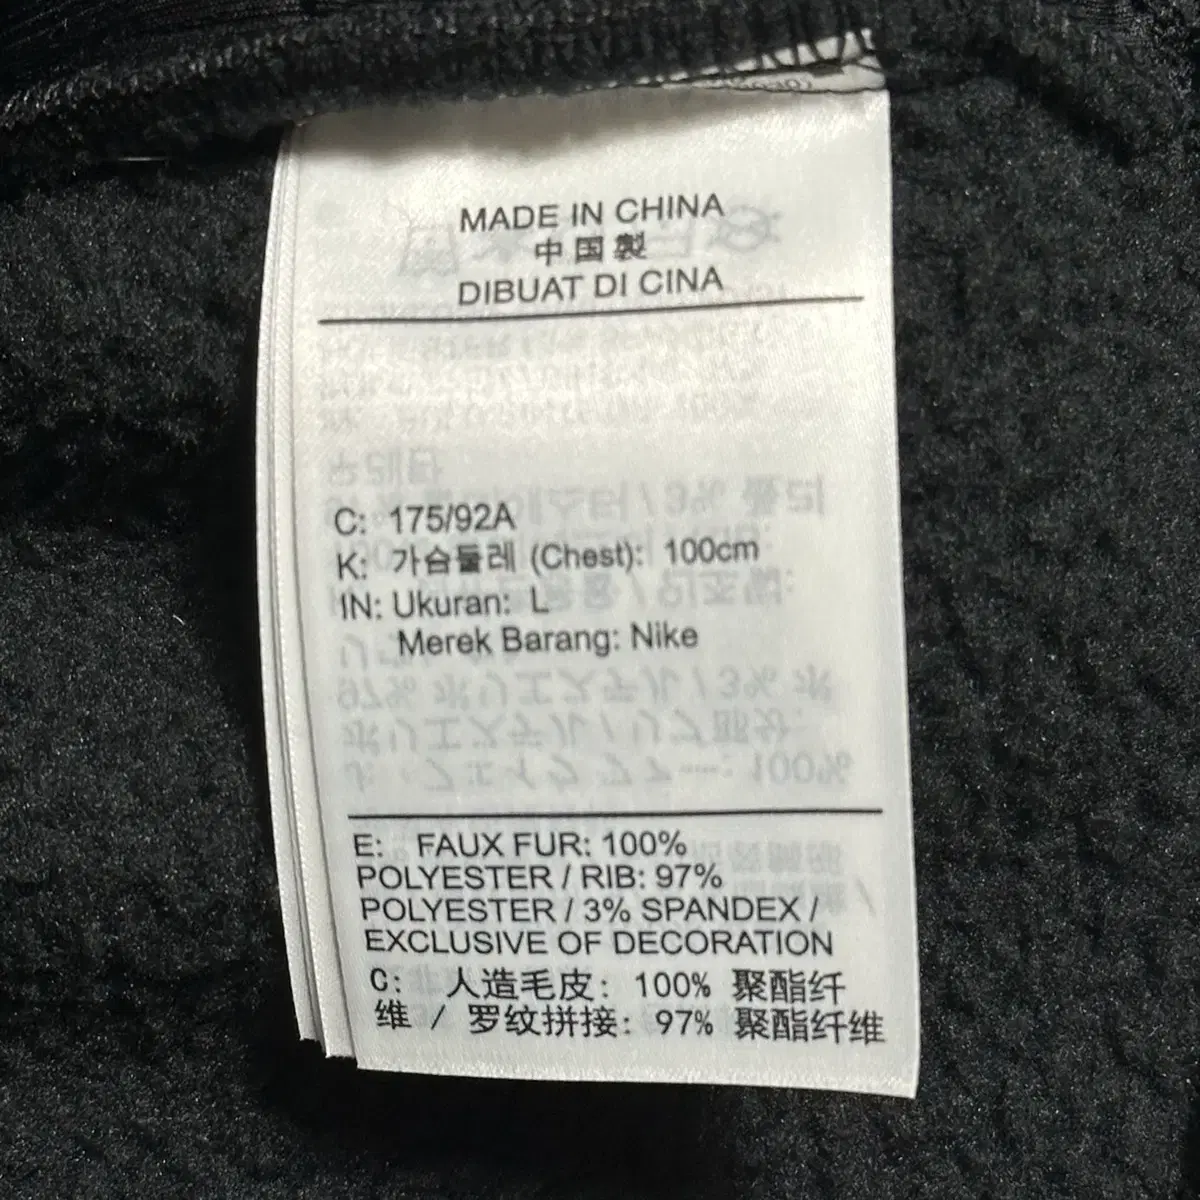 MADE IN CHINA
中国製
DIBUAT DI CINA
C: 175/92A
K: 가슴둘레 (Chest): 100cm
IN: Ukuran: L
Merek Barang: Nike
E: FAUX FUR: 100%
POLYESTER / RIB: 97%
POLYESTER / 3% SPANDEX /
EXCLUSIVE OF DECORATION
C: 人造毛皮: 100% 聚酯纤
维 / 罗纹拼接: 97% 聚酯纤维